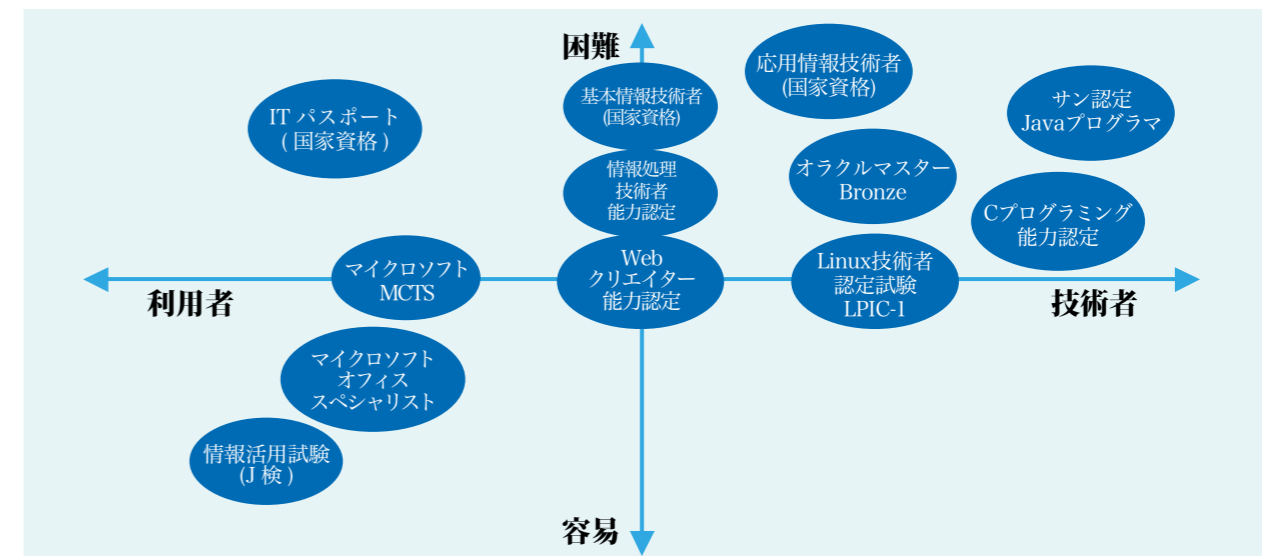 困難
応用情報技術者
(国家資格)
基本情報技術者
(国家資格)
IT パスポート
( 国家資格 )
サン認定
Javaプログラマ
情報処理
技術者
能力認定
オラクルマスター
Bronze
Cプログラミング
能力認定
マイクロソフト
MCTS
Web
クリエイター
能力認定
Linux技術者
認定試験
LPIC-1
利用者
技術者
マイクロソフト
オフィス
スペシャリスト
情報活用試験
(J 検 )
容易